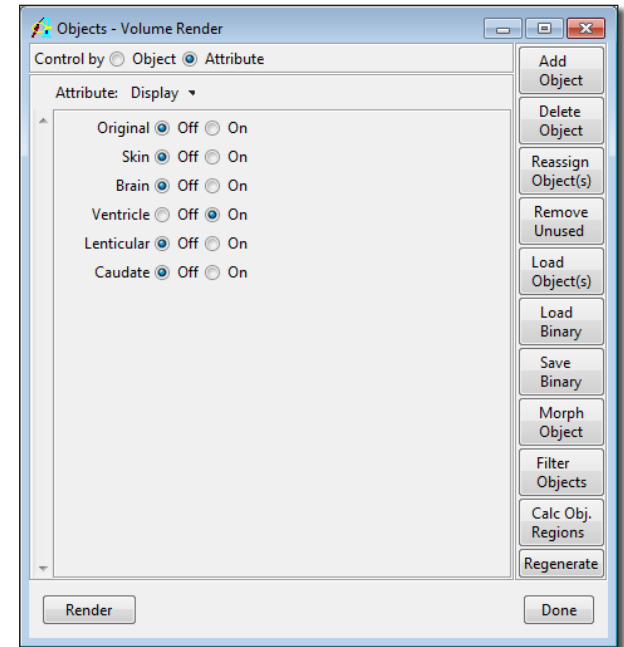 Objects - Volume Render
Control by Object Attribute
Attribute: Display
Original Off On
Skin Off On
Brain Off On
Ventricle Off On
Lenticular Off On
Caudate Off On
Add
Object
Delete
Object
Reassign
Object(s)
Remove
Unused
Load
Object(s)
Load
Binary
Save
Binary
Morph
Object
Filter
Objects
Calc Obj.
Regions
Regenerate
Render
Done